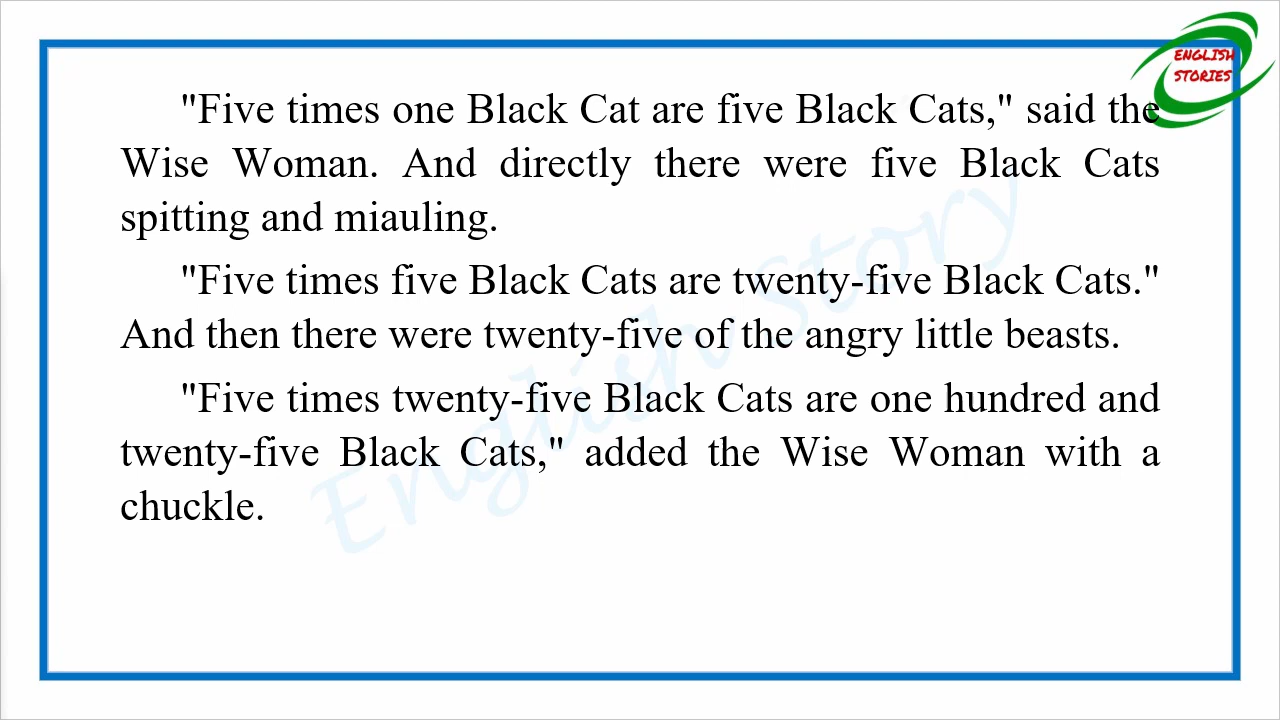 ENGLISH
STORIES
"Five times one Black Cat are five Black Cats," said the
Wise Woman. And directly there were five Black Cats
spitting and miauling.
"Five times five Black Cats are twenty-five Black Cats."
And then there were twenty-five of the angry little beasts.
"Five times twenty-five Black Cats are one hundred and
twenty-five Black Cats," added the Wise Woman with a
chuckle.
English Story